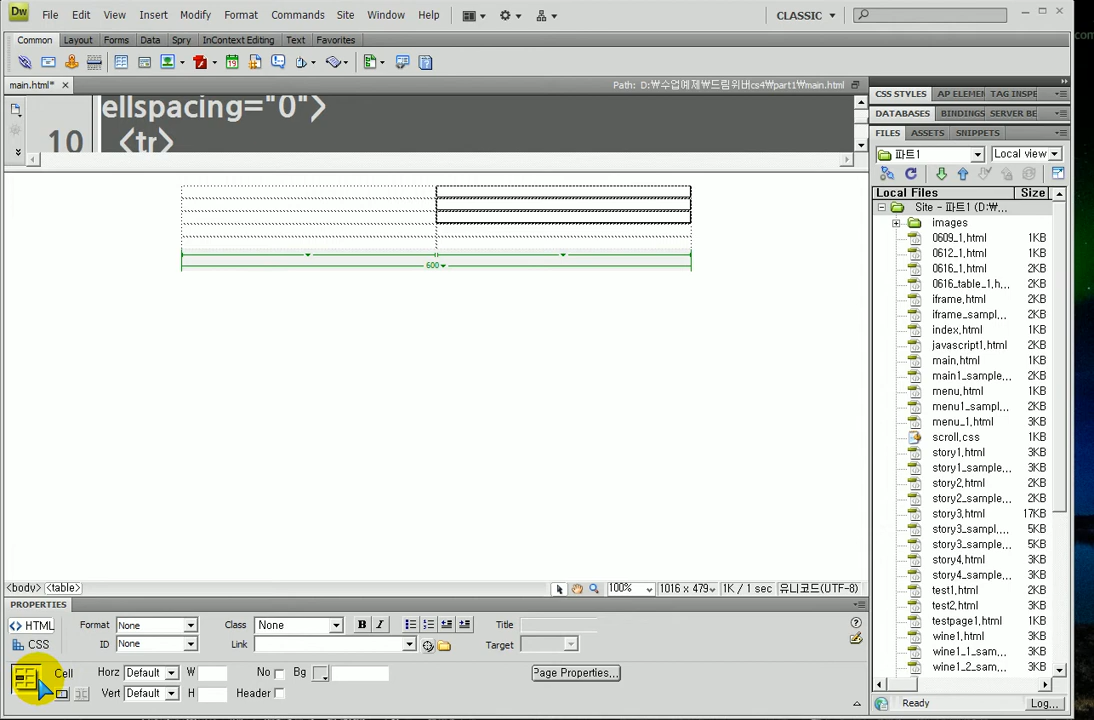 Dw File Edit View Insert Modify Format Commands Site Window Help CLASSIC
Common Layout Forms Data Spry InContext Editing Text Favorites
main.html* Path: D:₩수업예제₩드림위버cs4₩part1₩main.html
ellspacing="0">
10 <tr>
600
<body> <table> 100% 1016 x 479 1K / 1 sec 유니코드(UTF-8)
PROPERTIES
<> HTML Format None Class None B I Title
CSS ID None Link Target
Cell Horz Default W No Bg Page Properties...
Vert Default H Header
CSS STYLES AP ELEMEI TAG INSPE
DATABASES BINDINGS SERVER BE
FILES ASSETS SNIPPETS
파트1 Local view
Local Files Size
Site - 파트1 (D:₩...
images
0609_1.html 1KB
0612_1.html 1KB
0616_1.html 2KB
0616_table_1.h... 2KB
iframe.html 2KB
iframe_sampl... 2KB
index.html 1KB
javascript1.html 1KB
main.html 1KB
main1_sample... 2KB
menu.html 1KB
menu1_sampl... 2KB
menu_1.html 3KB
scroll.css 1KB
story1.html 3KB
story1_sample... 3KB
story2.html 2KB
story2_sample... 2KB
story3.html 17KB
story3_sampl... 5KB
story3_sample... 5KB
story4.html 3KB
story4_sample... 2KB
test1.html 2KB
test2.html 2KB
testpage1.html 1KB
wine1.html 3KB
wine1_1_sam... 2KB
wine1_2_sam... 2KB
Ready Log...